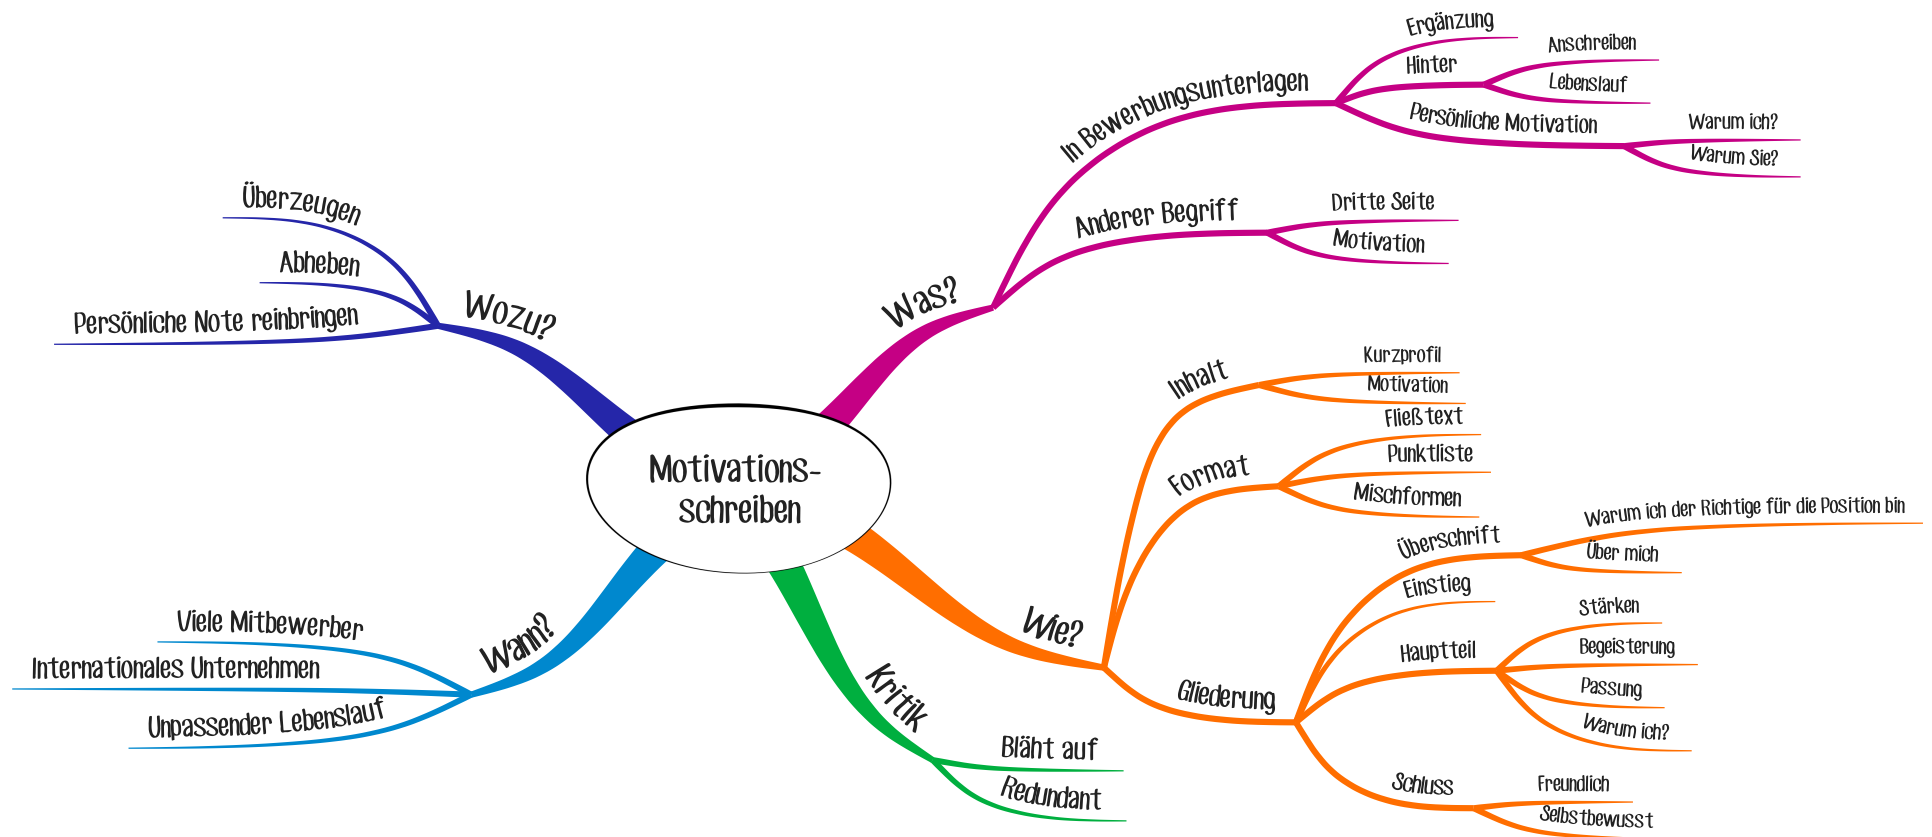 Motivations-
schreiben
Was?
In Bewerbungsunterlagen
Ergänzung
Hinter
Anschreiben
Lebenslauf
Persönliche Motivation
Warum ich?
Warum Sie?
Anderer Begriff
Dritte Seite
Motivation
Wie?
Inhalt
Kurzprofil
Motivation
Format
Fließtext
Punktliste
Mischformen
Gliederung
Überschrift
Warum ich der Richtige für die Position bin
Über mich
Einstieg
Hauptteil
Stärken
Begeisterung
Passung
Warum ich?
Schluss
Freundlich
Selbstbewusst
Kritik
Bläht auf
Redundant
Wann?
Viele Mitbewerber
Internationales Unternehmen
Unpassender Lebenslauf
Wozu?
Überzeugen
Abheben
Persönliche Note reinbringen